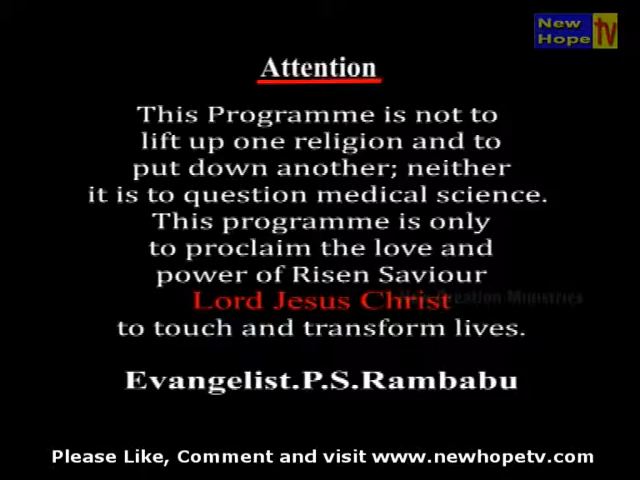 New
Hope TV
Attention
This Programme is not to
lift up one religion and to
put down another; neither
it is to question medical science.
This programme is only
to proclaim the love and
power of Risen Saviour
Lord Jesus Christ
to touch and transform lives.
Evangelist.P.S.Rambabu
Please Like, Comment and visit www.newhopetv.com